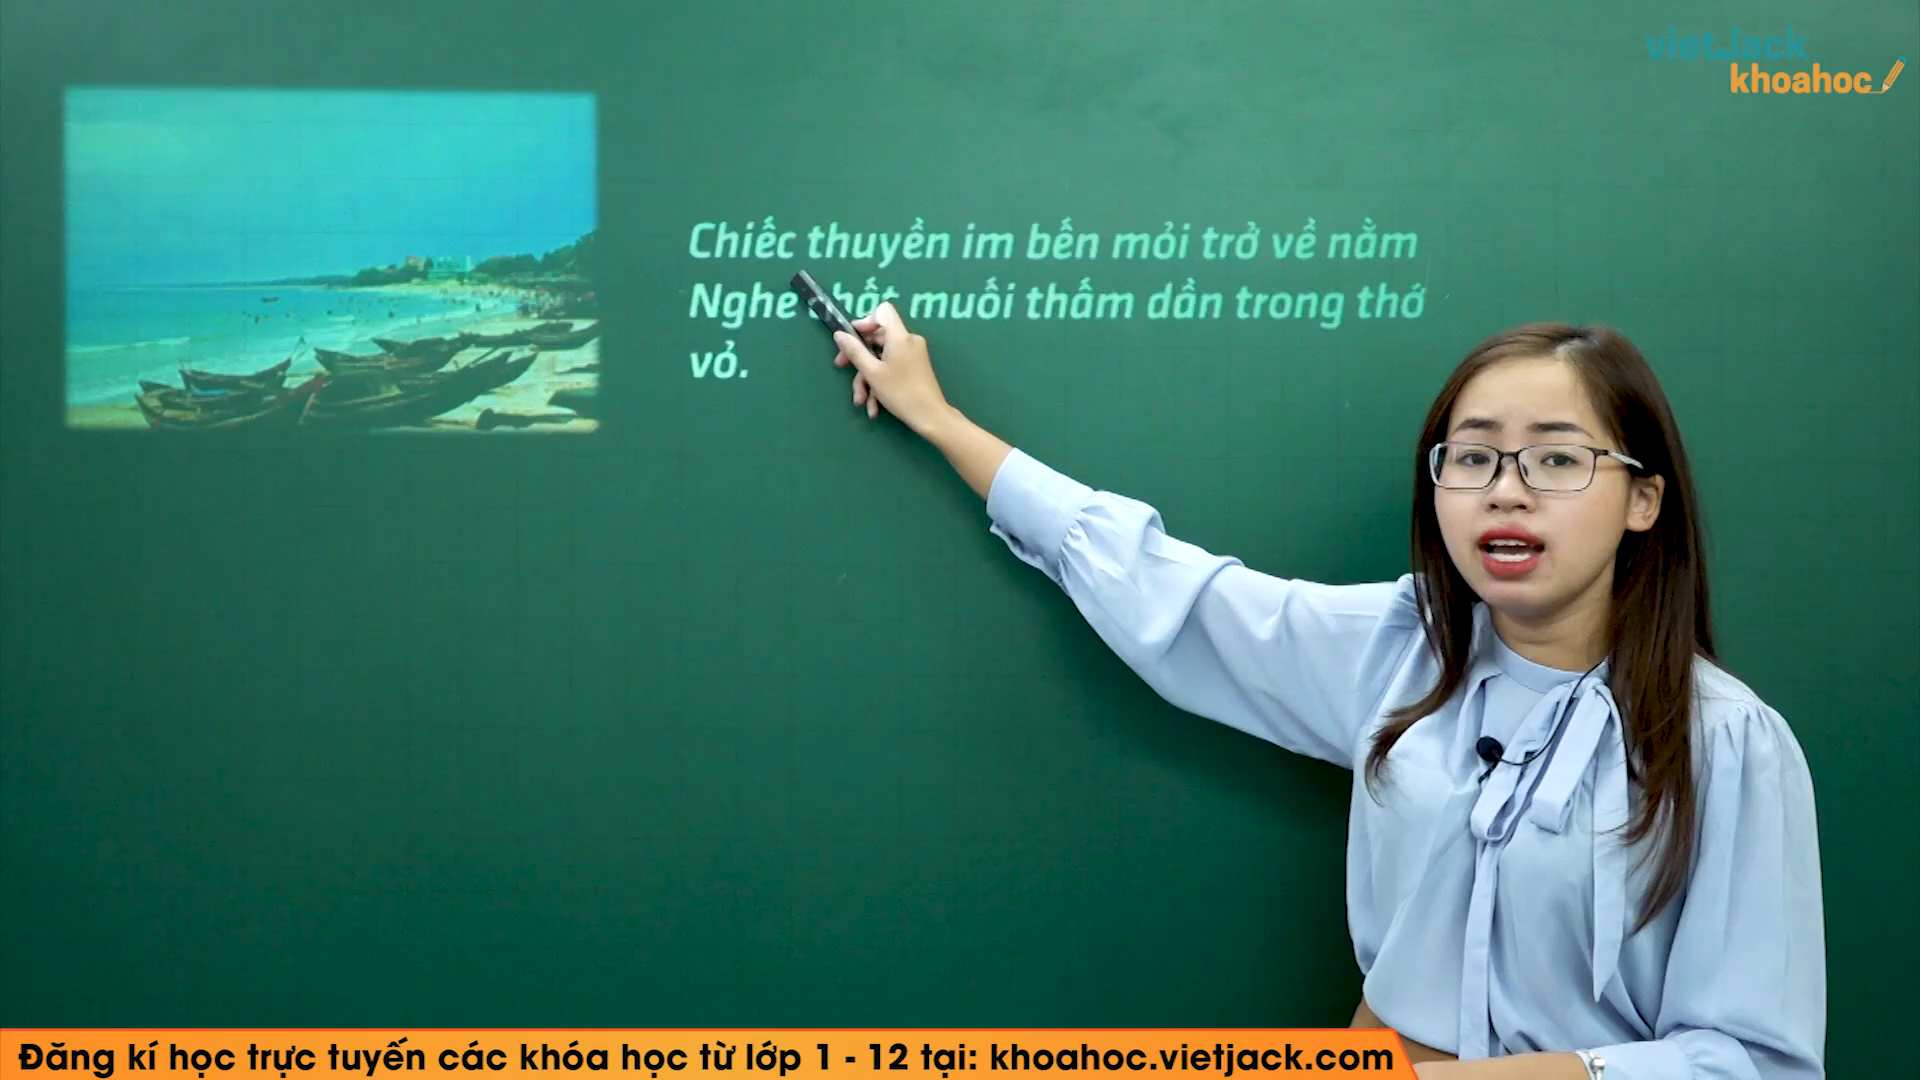 vietJack
khoahoc
Chiếc thuyền im bến mỏi trở về nằm
Nghe chất muối thấm dần trong thớ
vỏ.
Đăng kí học trực tuyến các khóa học từ lớp 1 - 12 tại: khoahoc.vietjack.com